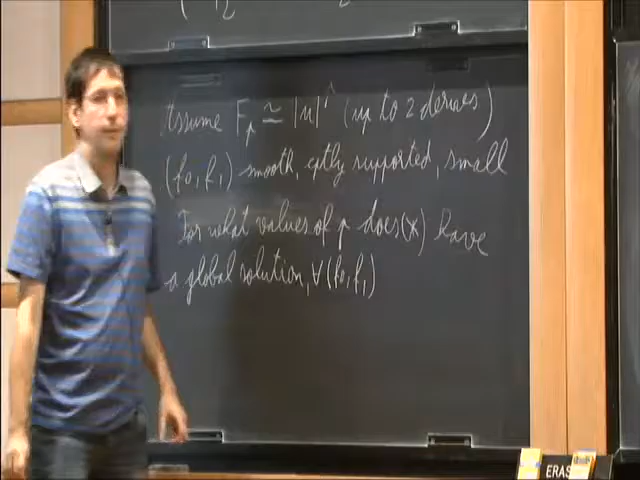 Assume F_p ≃ |u|^p (up to 2 derivs)
(f₀, f₁) smooth, cptly supported, small
For what values of p does (*) have
a global solution, ∀ (f₀, f₁)
ERAS